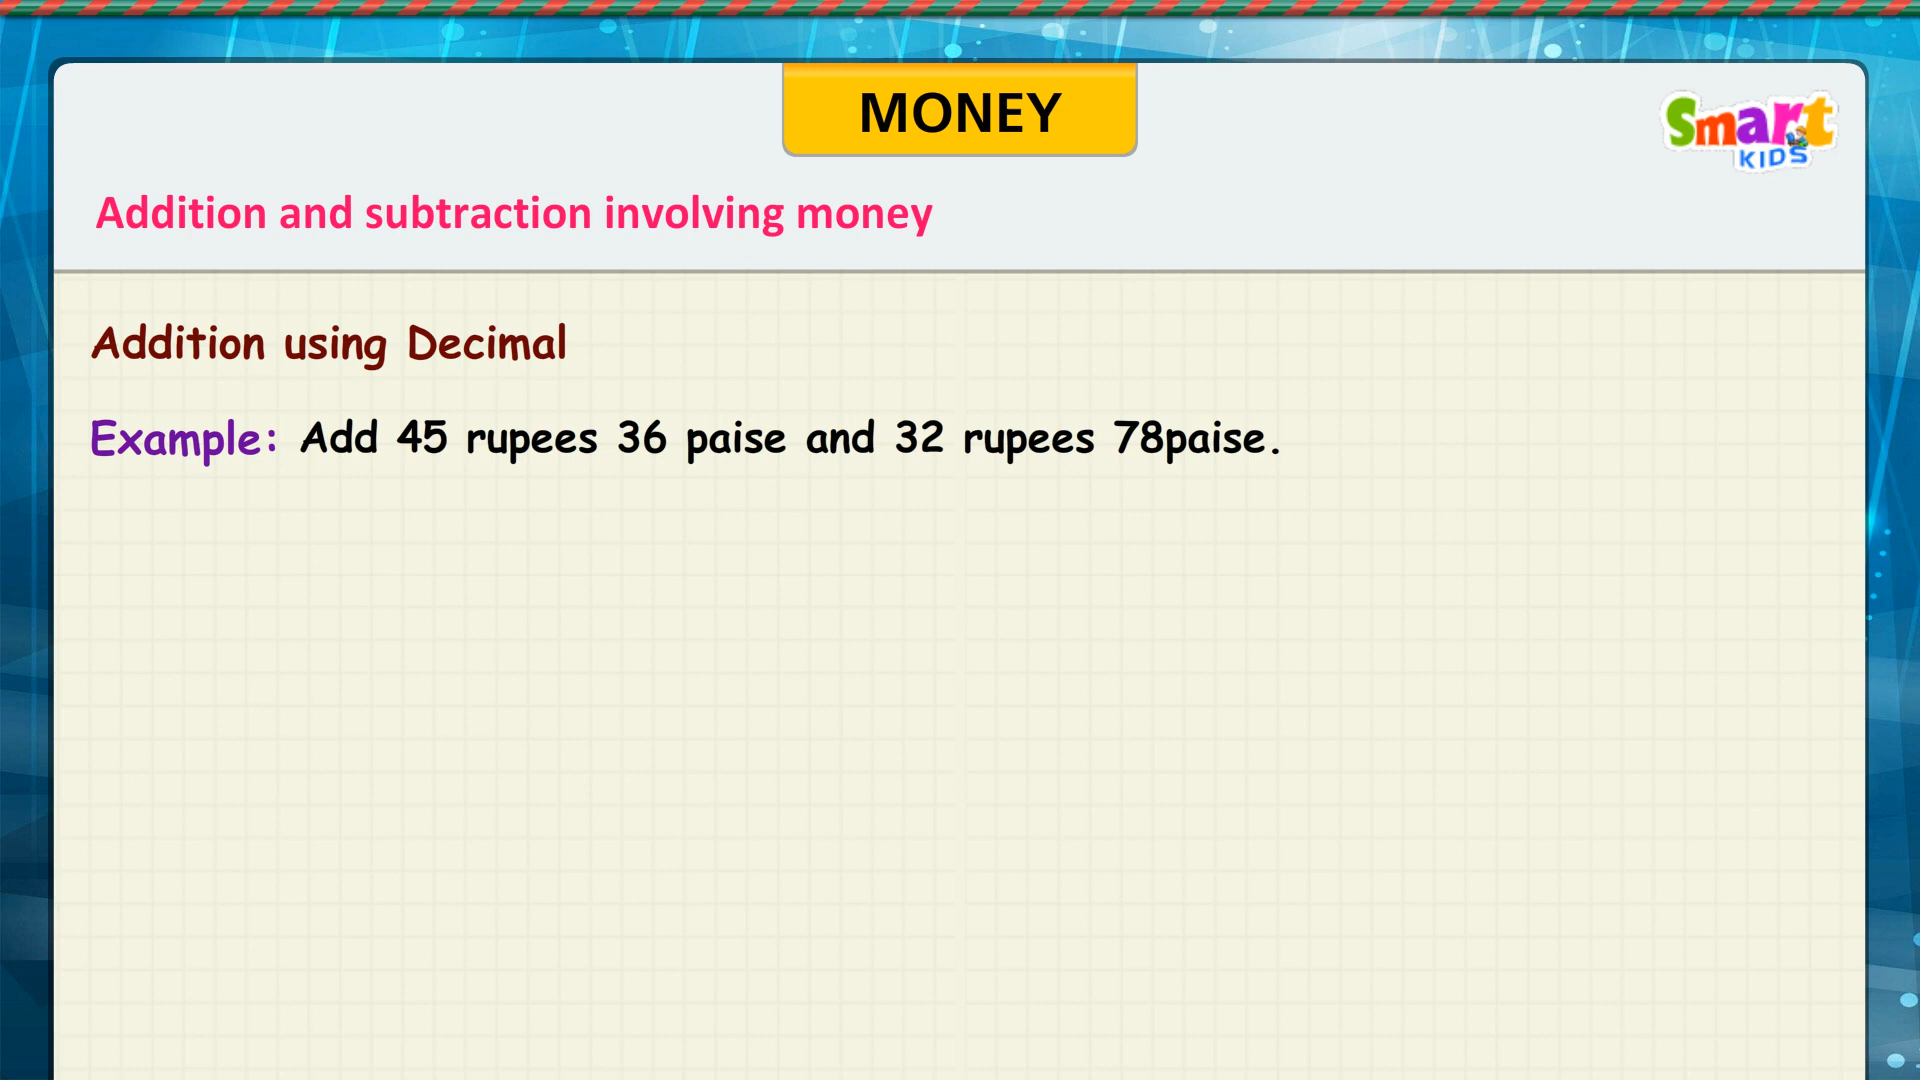 MONEY
Smart
KIDS
Addition and subtraction involving money
Addition using Decimal
Example: Add 45 rupees 36 paise and 32 rupees 78paise.